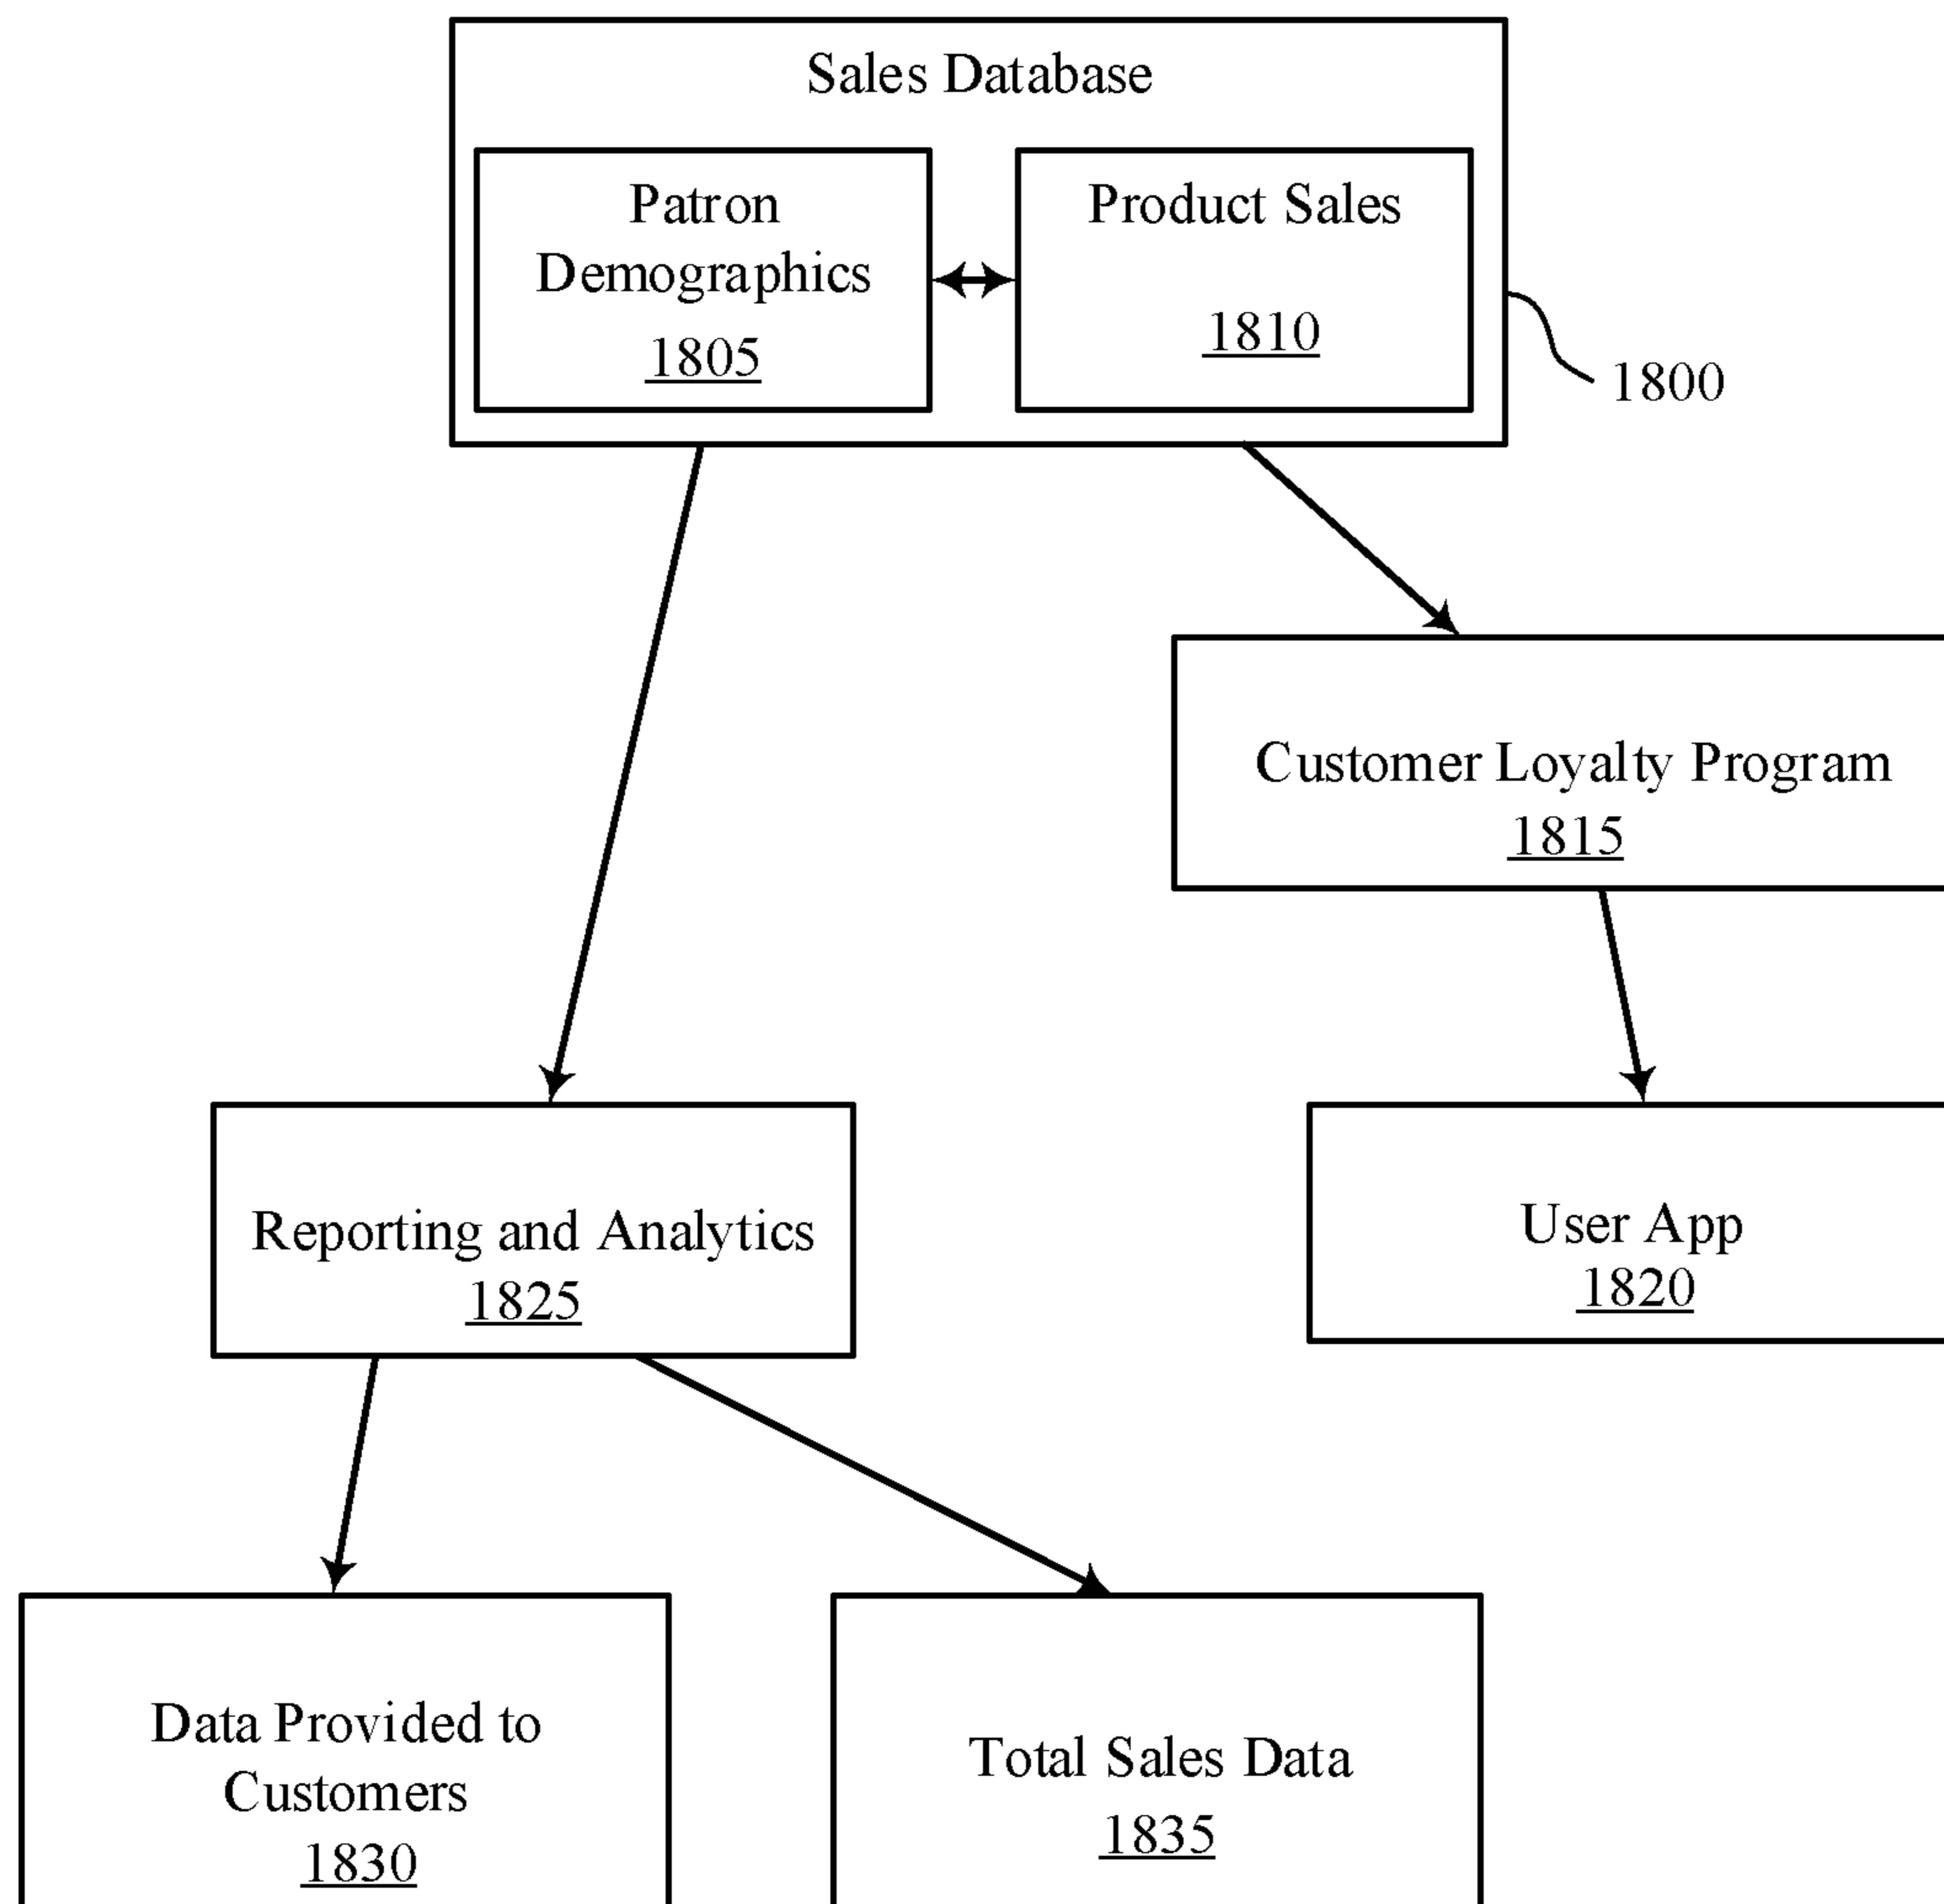 Sales Database
Patron
Demographics
1805
Product Sales
1810
1800
Customer Loyalty Program
1815
Reporting and Analytics
1825
User App
1820
Data Provided to
Customers
1830
Total Sales Data
1835